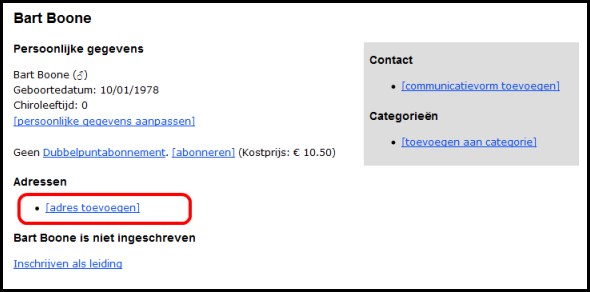 Bart Boone
Persoonlijke gegevens
Bart Boone (♂)
Geboortedatum: 10/01/1978
Chiroleeftijd: 0
[persoonlijke gegevens aanpassen]
Geen Dubbelpuntabonnement. [abonneren] (Kostprijs: € 10.50)
Adressen
• [adres toevoegen]
Bart Boone is niet ingeschreven
Inschrijven als leiding
Contact
• [communicatievorm toevoegen]
Categorieën
• [toevoegen aan categorie]